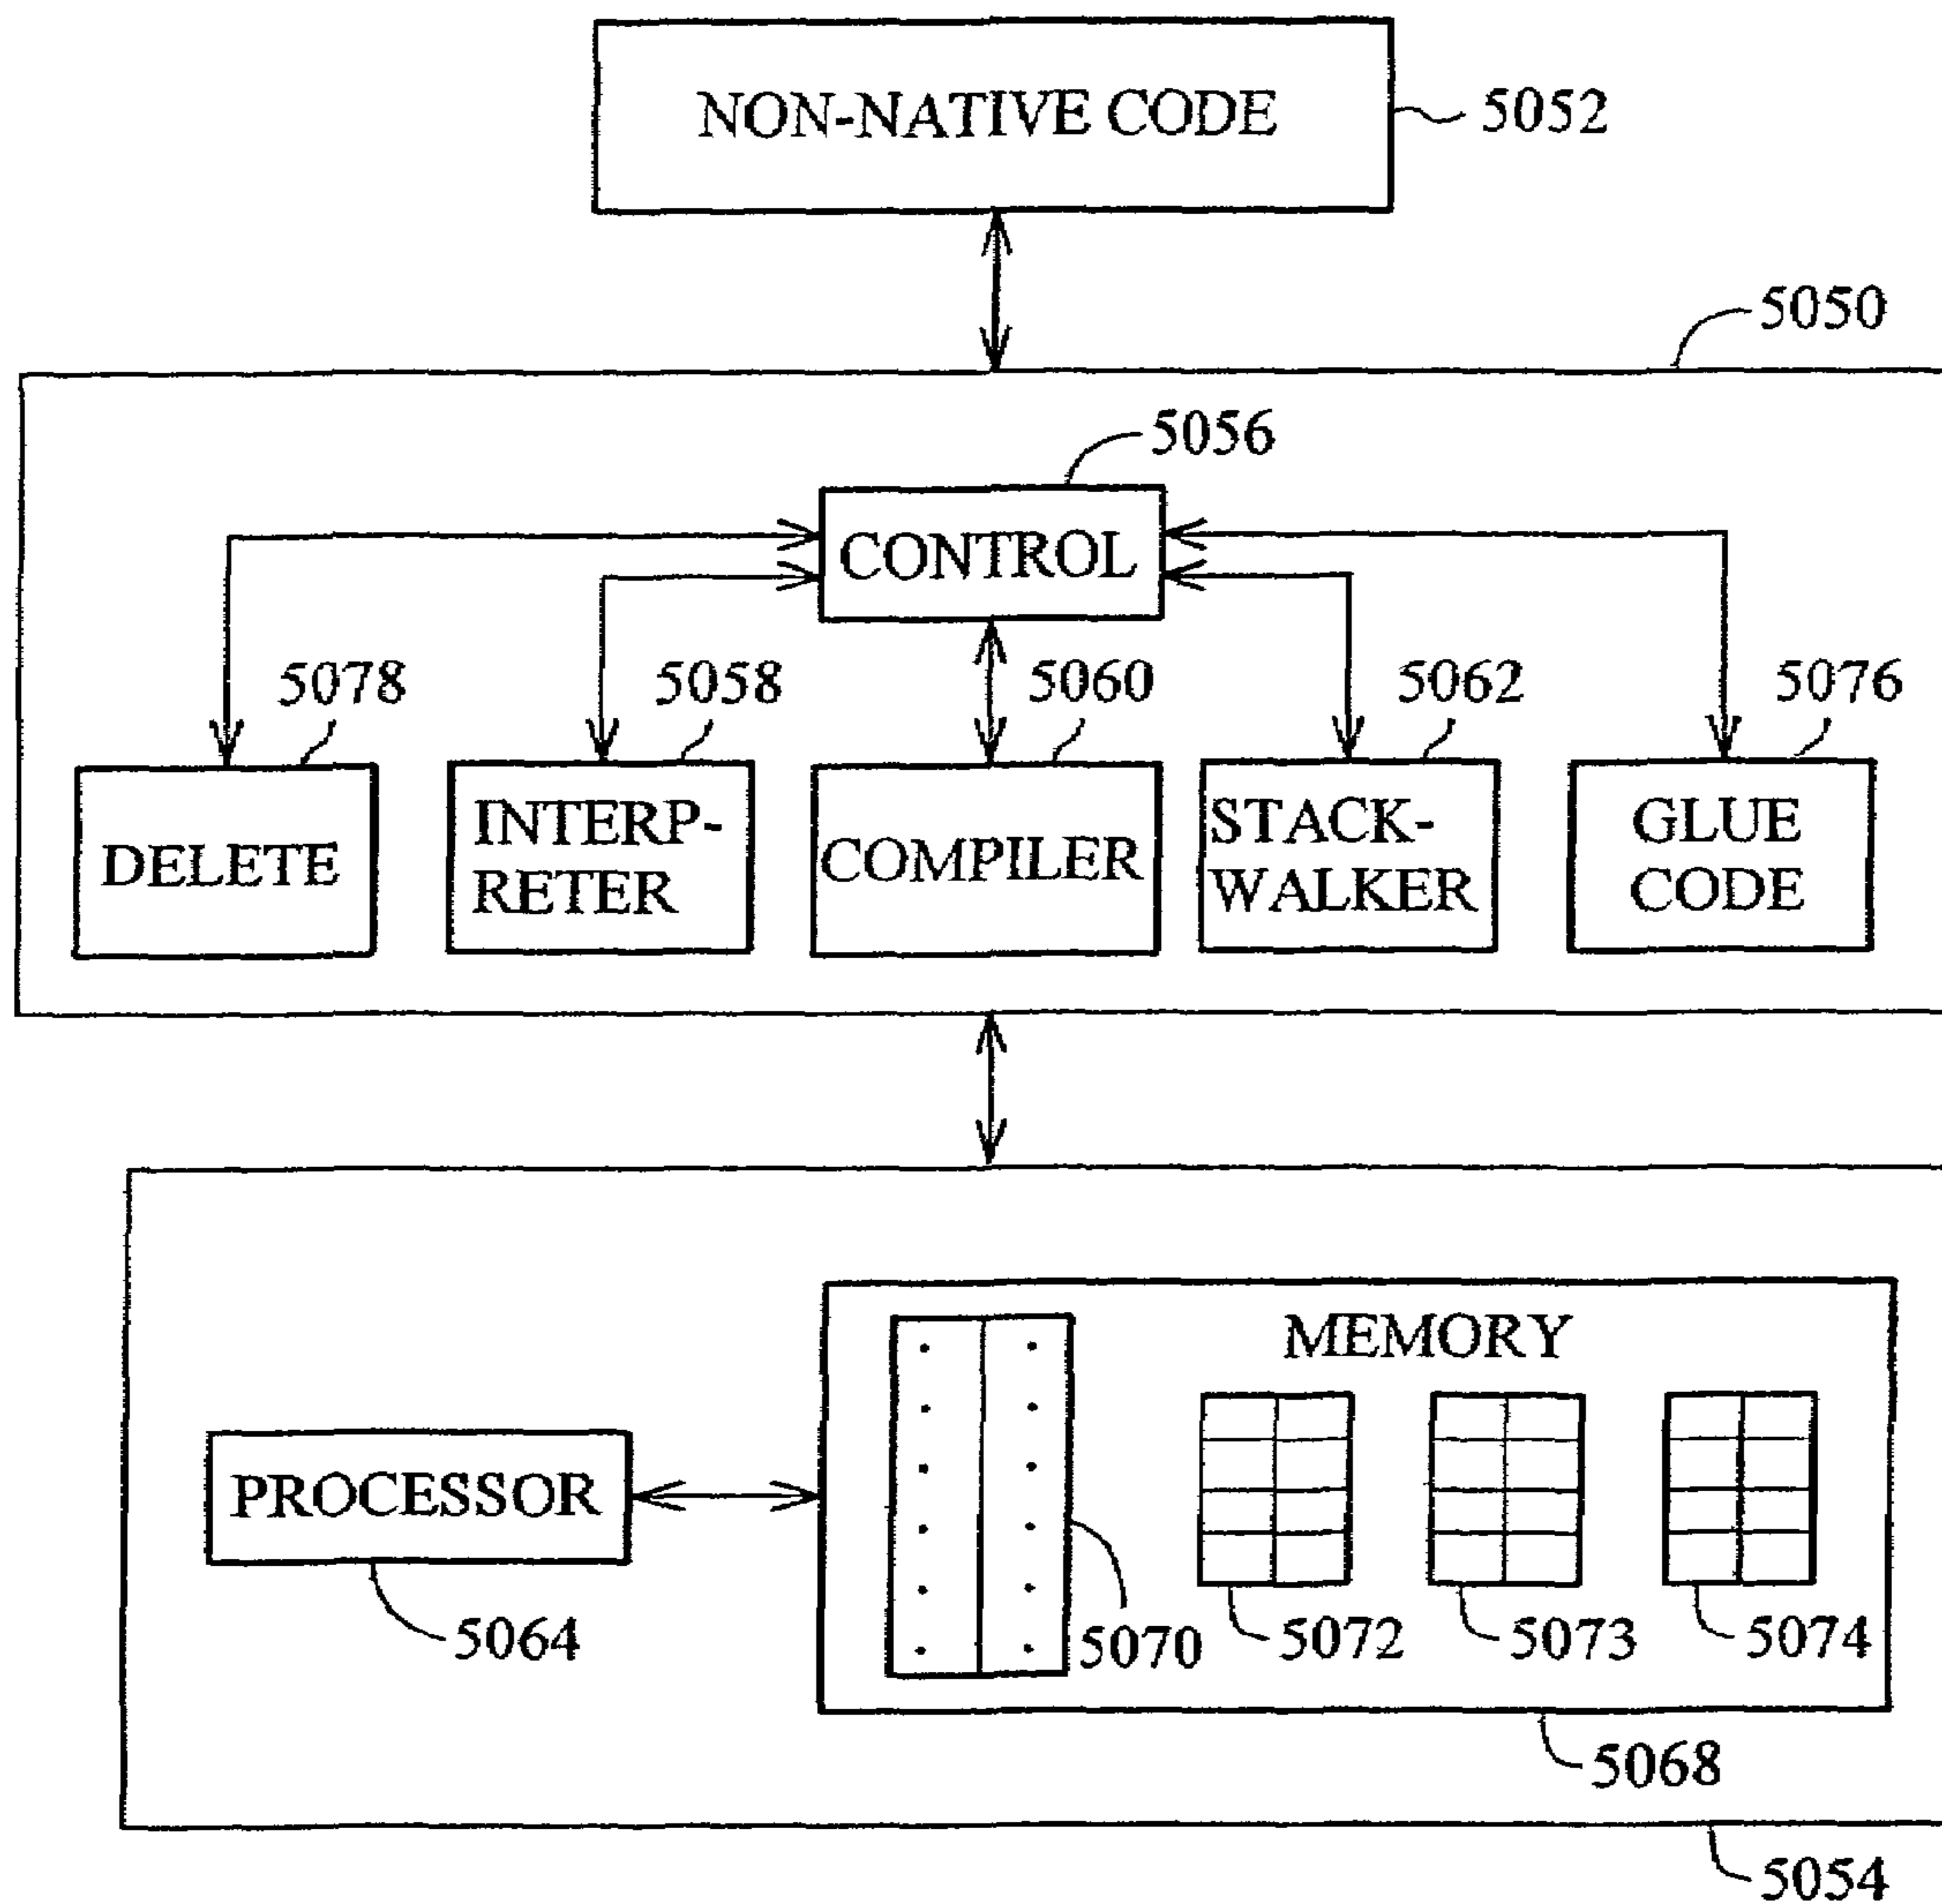 NON-NATIVE CODE
5052
5050
5056
CONTROL
5078
5058
5060
5062
5076
DELETE
INTERP-
RETER
COMPILER
STACK-
WALKER
GLUE
CODE
MEMORY
PROCESSOR
5064
5070
5072
5073
5074
5068
5054